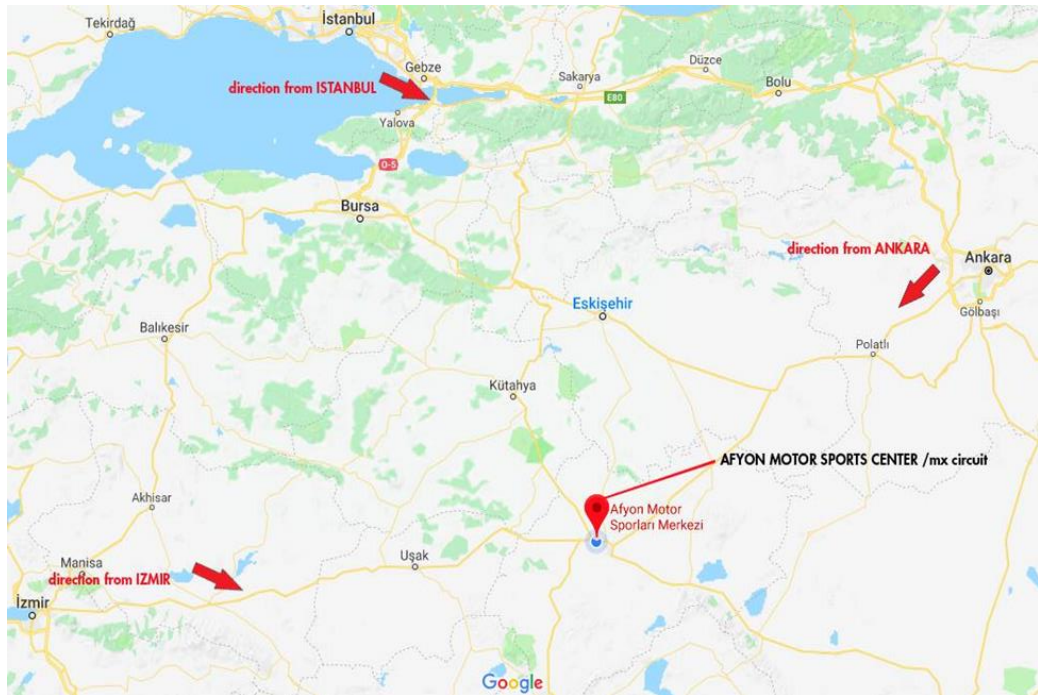 İstanbul
Tekirdağ
Gebze
direction from ISTANBUL
Düzce
Sakarya
Bolu
E80
Yalova
O-5
Bursa
direction from ANKARA
Ankara
Eskişehir
Gölbaşı
Balıkesir
Polatlı
Kütahya
AFYON MOTOR SPORTS CENTER /mx circuit
Akhisar
Afyon Motor
Sporları Merkezi
Uşak
Manisa
direction from IZMIR
İzmir
Google